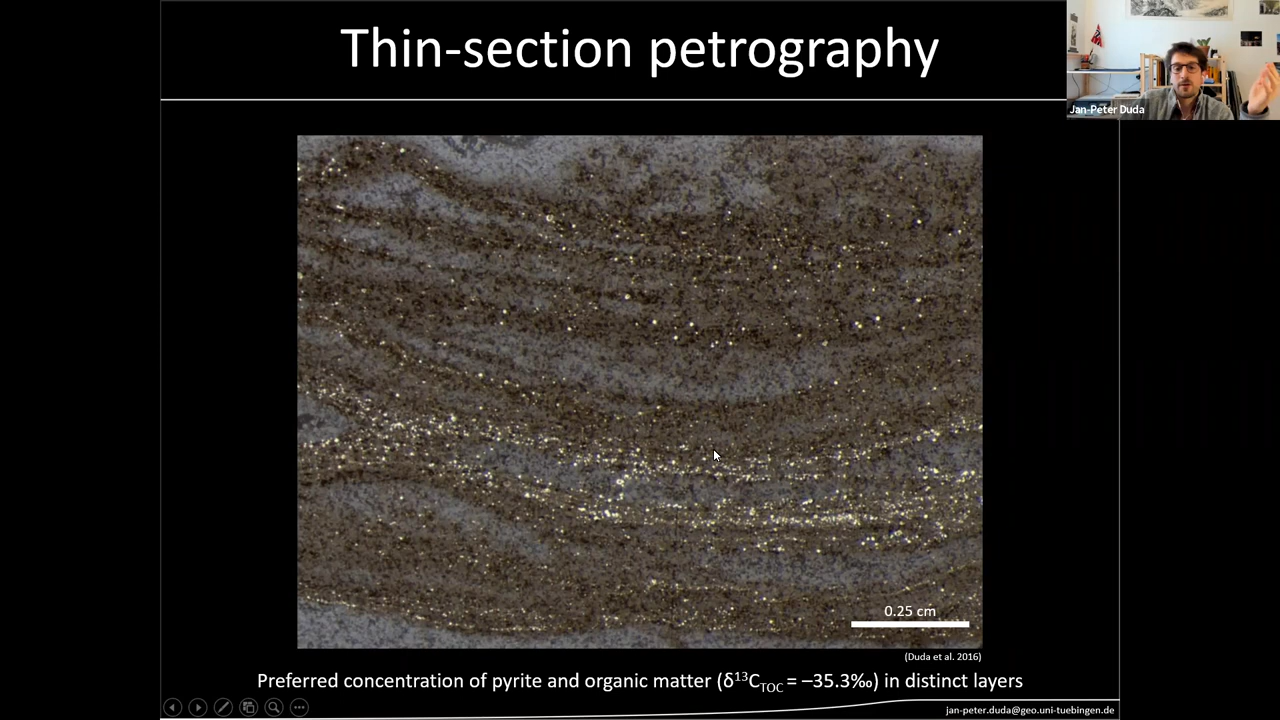 Thin-section petrography
Jan-Peter Duda
0.25 cm
(Duda et al. 2016)
Preferred concentration of pyrite and organic matter (δ¹³C_TOC = –35.3‰) in distinct layers
jan-peter.duda@geo.uni-tuebingen.de